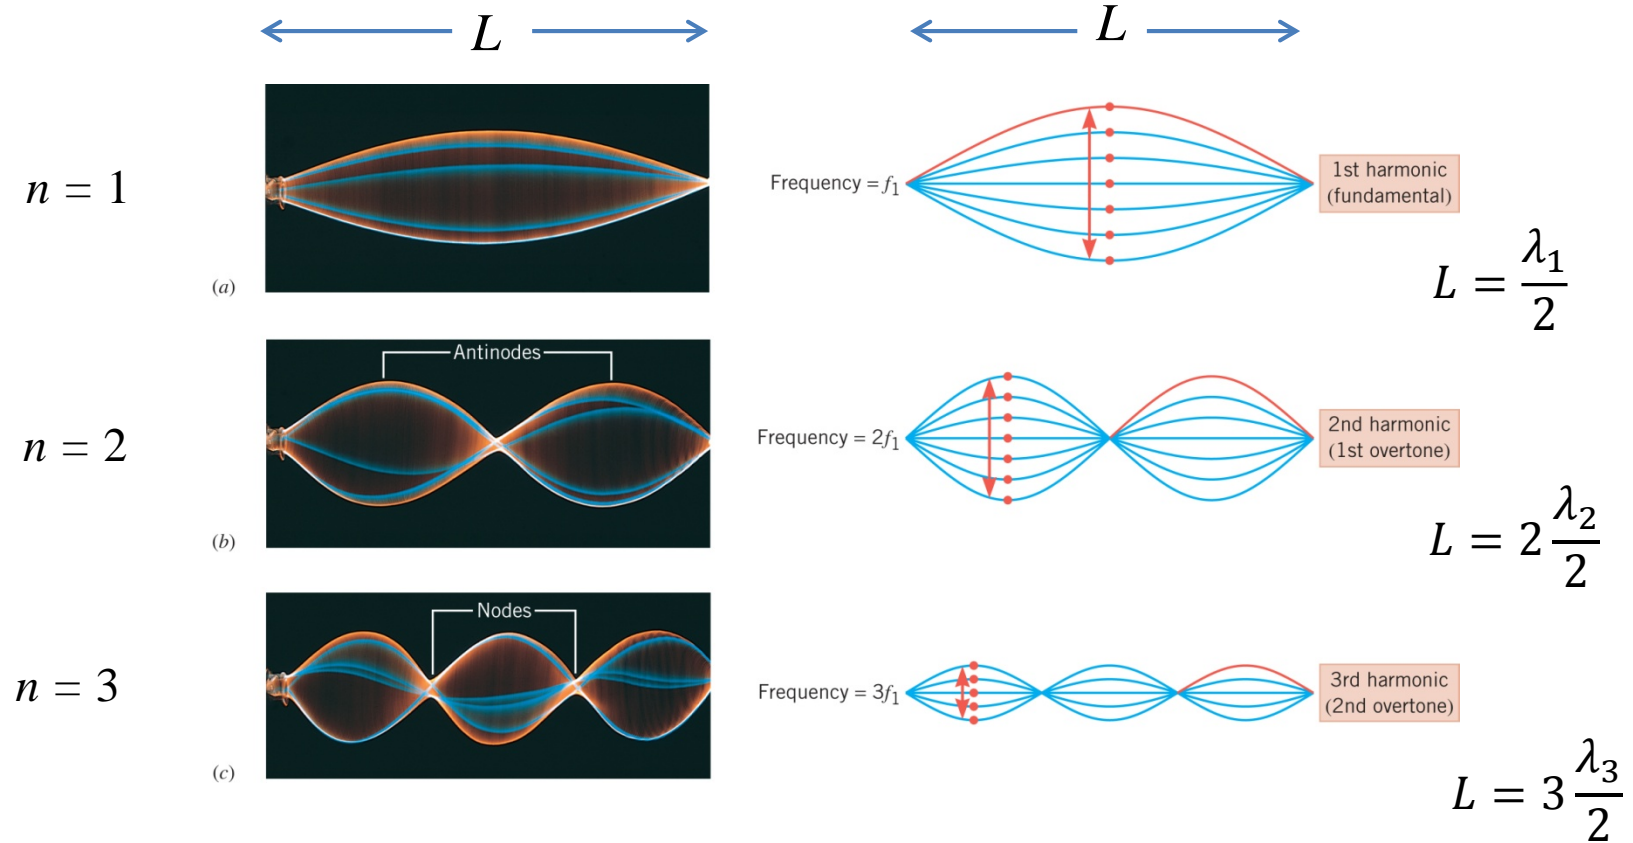 L
L
n = 1
Frequency = f₁
1st harmonic
(fundamental)
L = λ₁/2
(a)
Antinodes
n = 2
Frequency = 2f₁
2nd harmonic
(1st overtone)
L = 2 λ₂/2
(b)
Nodes
n = 3
Frequency = 3f₁
3rd harmonic
(2nd overtone)
L = 3 λ₃/2
(c)